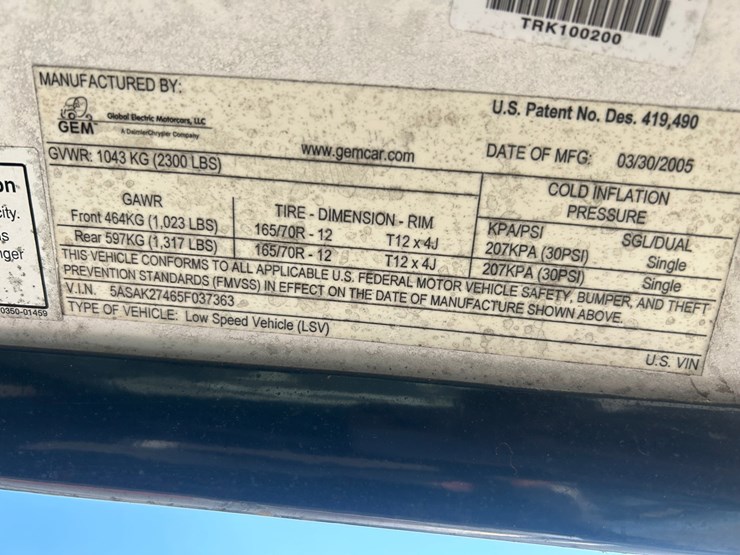 TRK100200
MANUFACTURED BY:
GEM
Global Electric Motorcars, LLC
A DaimlerChrysler Company
www.gemcar.com
U.S. Patent No. Des. 419,490
DATE OF MFG: 03/30/2005
GVWR: 1043 KG (2300 LBS)
GAWR
Front 464KG (1,023 LBS)
Rear 597KG (1,317 LBS)
TIRE - DIMENSION - RIM
165/70R - 12 T12 x 4J
165/70R - 12 T12 x 4J
COLD INFLATION
PRESSURE
KPA/PSI SGL/DUAL
207KPA (30PSI) Single
207KPA (30PSI) Single
THIS VEHICLE CONFORMS TO ALL APPLICABLE U.S. FEDERAL MOTOR VEHICLE SAFETY, BUMPER, AND THEFT
PREVENTION STANDARDS (FMVSS) IN EFFECT ON THE DATE OF MANUFACTURE SHOWN ABOVE.
V.I.N. 5ASAK27465F037363
TYPE OF VEHICLE: Low Speed Vehicle (LSV)
U.S. VIN
on
city.
s
nger
0350-01459